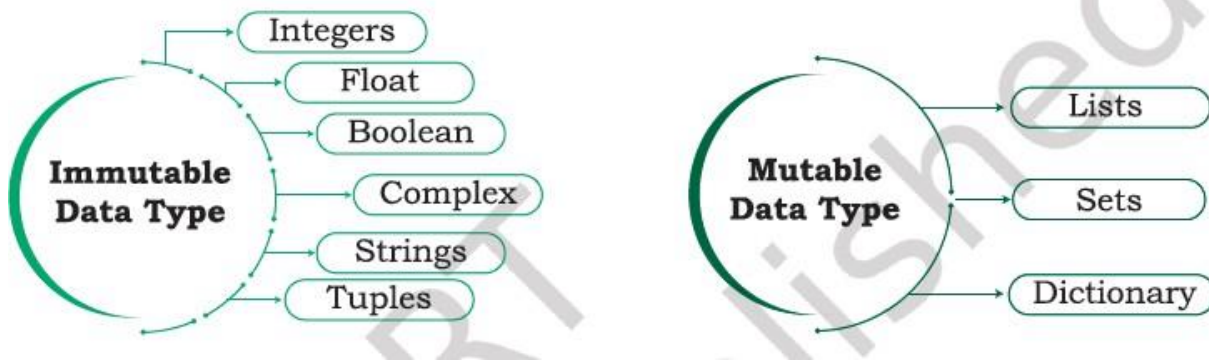 Integers
Float
Boolean
Complex
Strings
Tuples
Immutable
Data Type
Lists
Sets
Dictionary
Mutable
Data Type